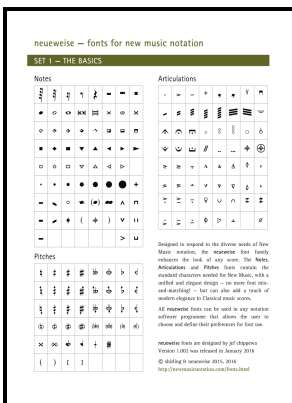 neueweise – fonts for new music notation
SET 1 – THE BASICS
Notes
Articulations
Pitches
Designed to respond to the diverse needs of New
Music notation, the neueweise font family
enhances the look of any score. The Notes,
Articulations and Pitches fonts contain the
standard characters needed for New Music, with a
unified and elegant design — no more font mix-
and-matching! — but can also add a touch of
modern elegance to Classical music scores.
All neueweise fonts can be used in any notation
software programme that allows the user to
choose and define their preferences for font use.
neueweise fonts are designed by jef chippewa
Version 1.002 was released in January 2016
© shirling & neueweise 2015, 2016
http://newmusicnotation.com/fonts.html